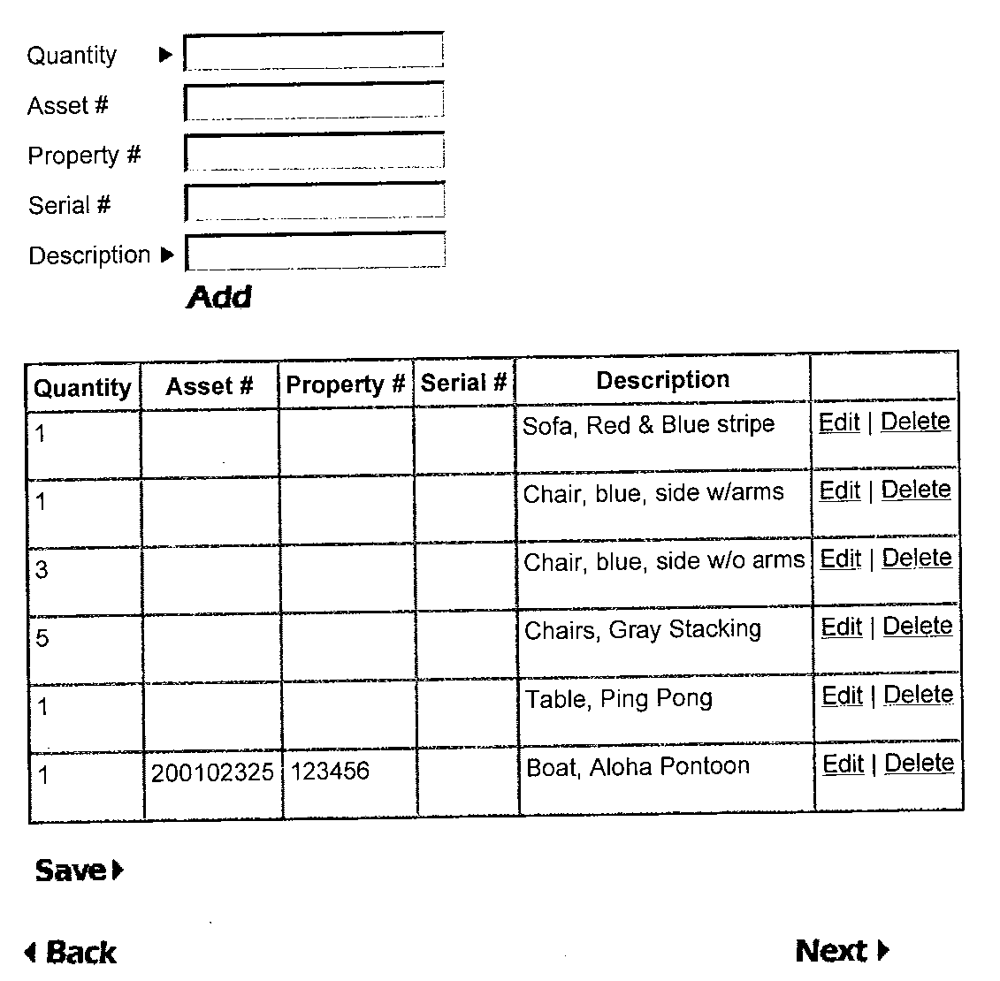 Quantity ▶
Asset #
Property #
Serial #
Description ▶
Add
Quantity Asset # Property # Serial # Description
1 Sofa, Red & Blue stripe Edit | Delete
1 Chair, blue, side w/arms Edit | Delete
3 Chair, blue, side w/o arms Edit | Delete
5 Chairs, Gray Stacking Edit | Delete
1 Table, Ping Pong Edit | Delete
1 200102325 123456 Boat, Aloha Pontoon Edit | Delete
Save ▶
◀ Back Next ▶